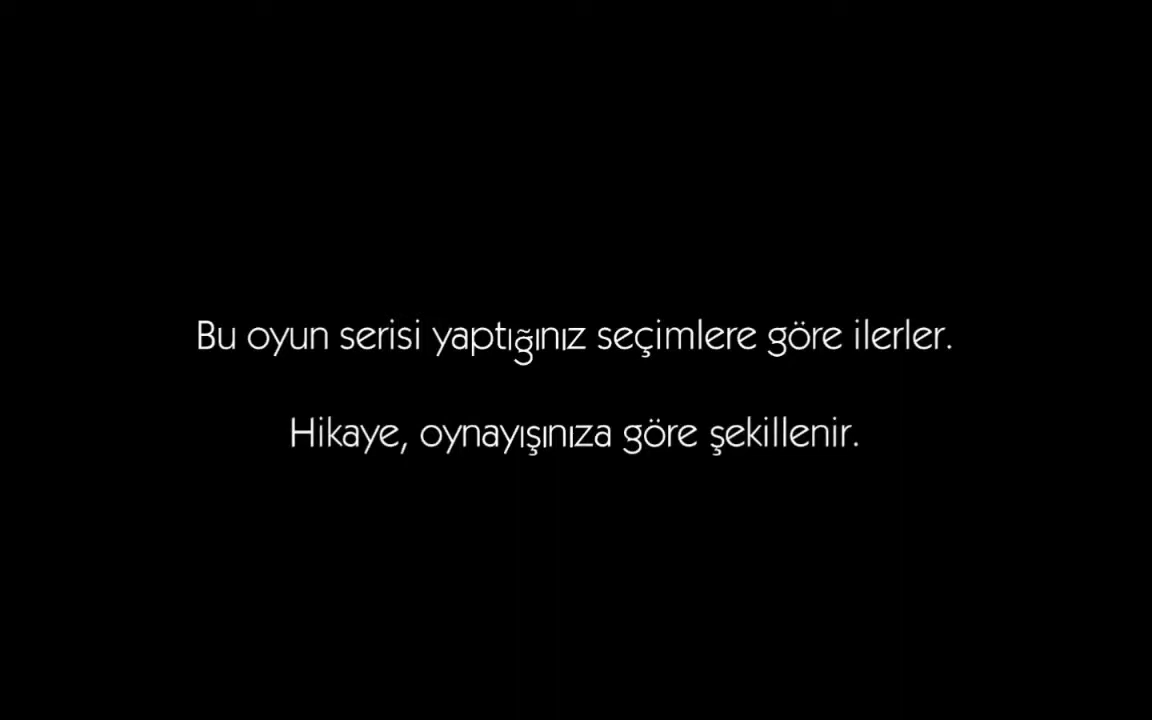 Bu oyun serisi yaptığınız seçimlere göre ilerler.
Hikaye, oynayışınıza göre şekillenir.